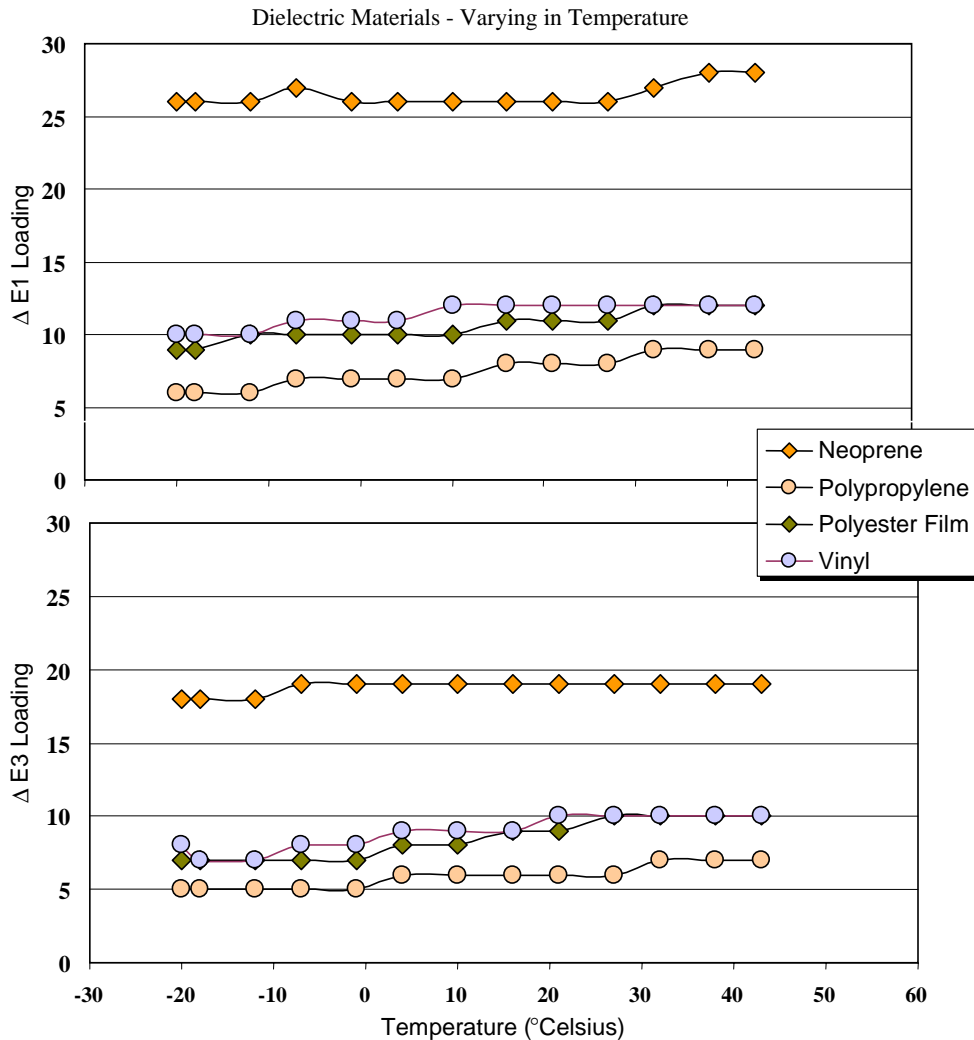 Dielectric Materials - Varying in Temperature
30
25
20
15
10
5
0
Δ E1 Loading
Neoprene
Polypropylene
Polyester Film
Vinyl
30
25
20
15
10
5
0
Δ E3 Loading
-30 -20 -10 0 10 20 30 40 50 60
Temperature (°Celsius)